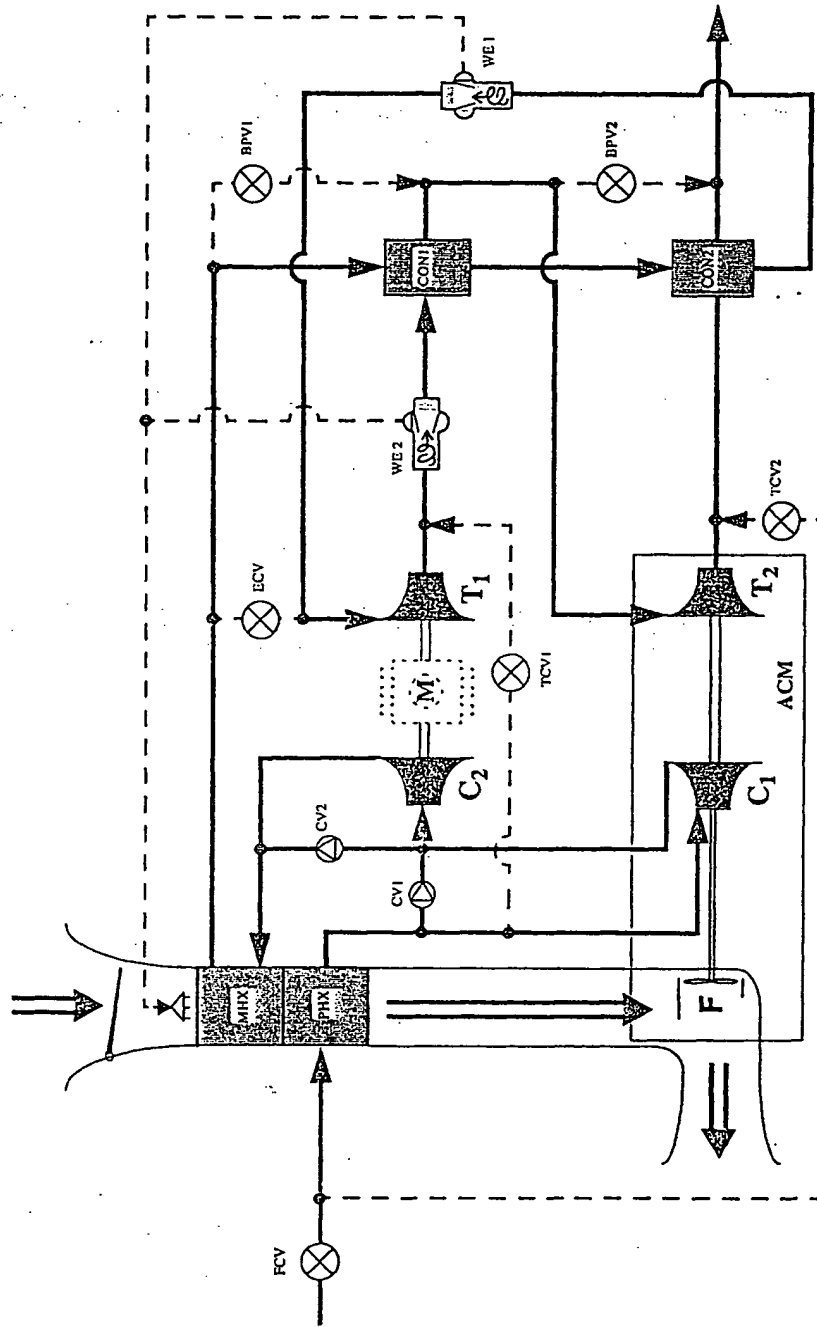 WE 1
BPV1
BPV2
CON1
CON2
WE 2
TCV2
ECV
T1
T2
M
TCV1
ACM
C2
C1
CV2
CV1
MHX
PHX
F
FCV